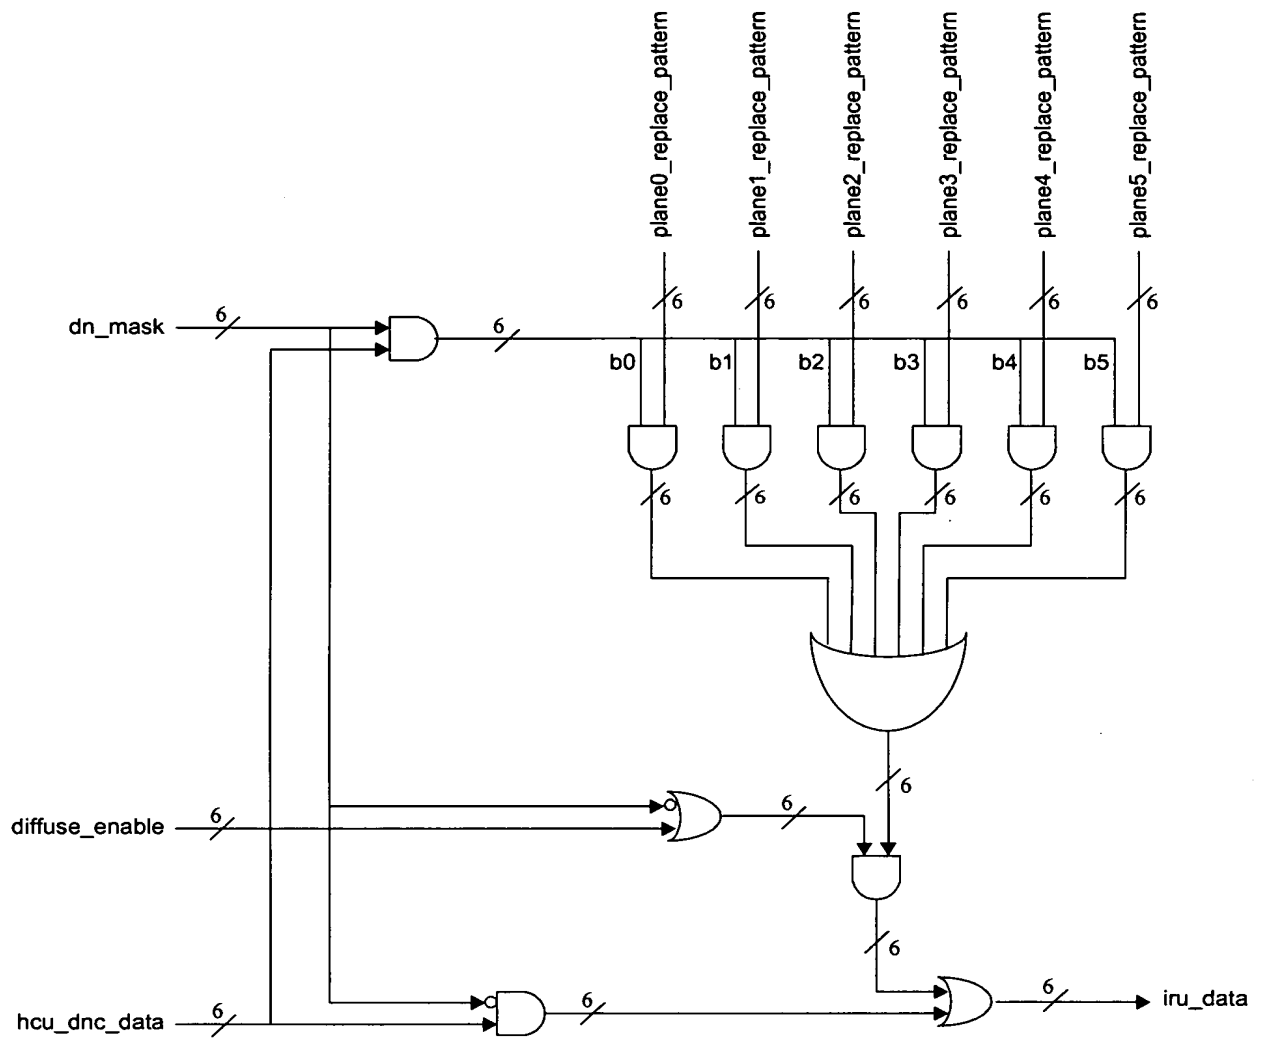 plane0_replace_pattern
plane1_replace_pattern
plane2_replace_pattern
plane3_replace_pattern
plane4_replace_pattern
plane5_replace_pattern
6 6 6 6 6 6
dn_mask 6 6
b0 b1 b2 b3 b4 b5
6 6 6 6 6 6
6
diffuse_enable 6 6
6
hcu_dnc_data 6 6 6 iru_data